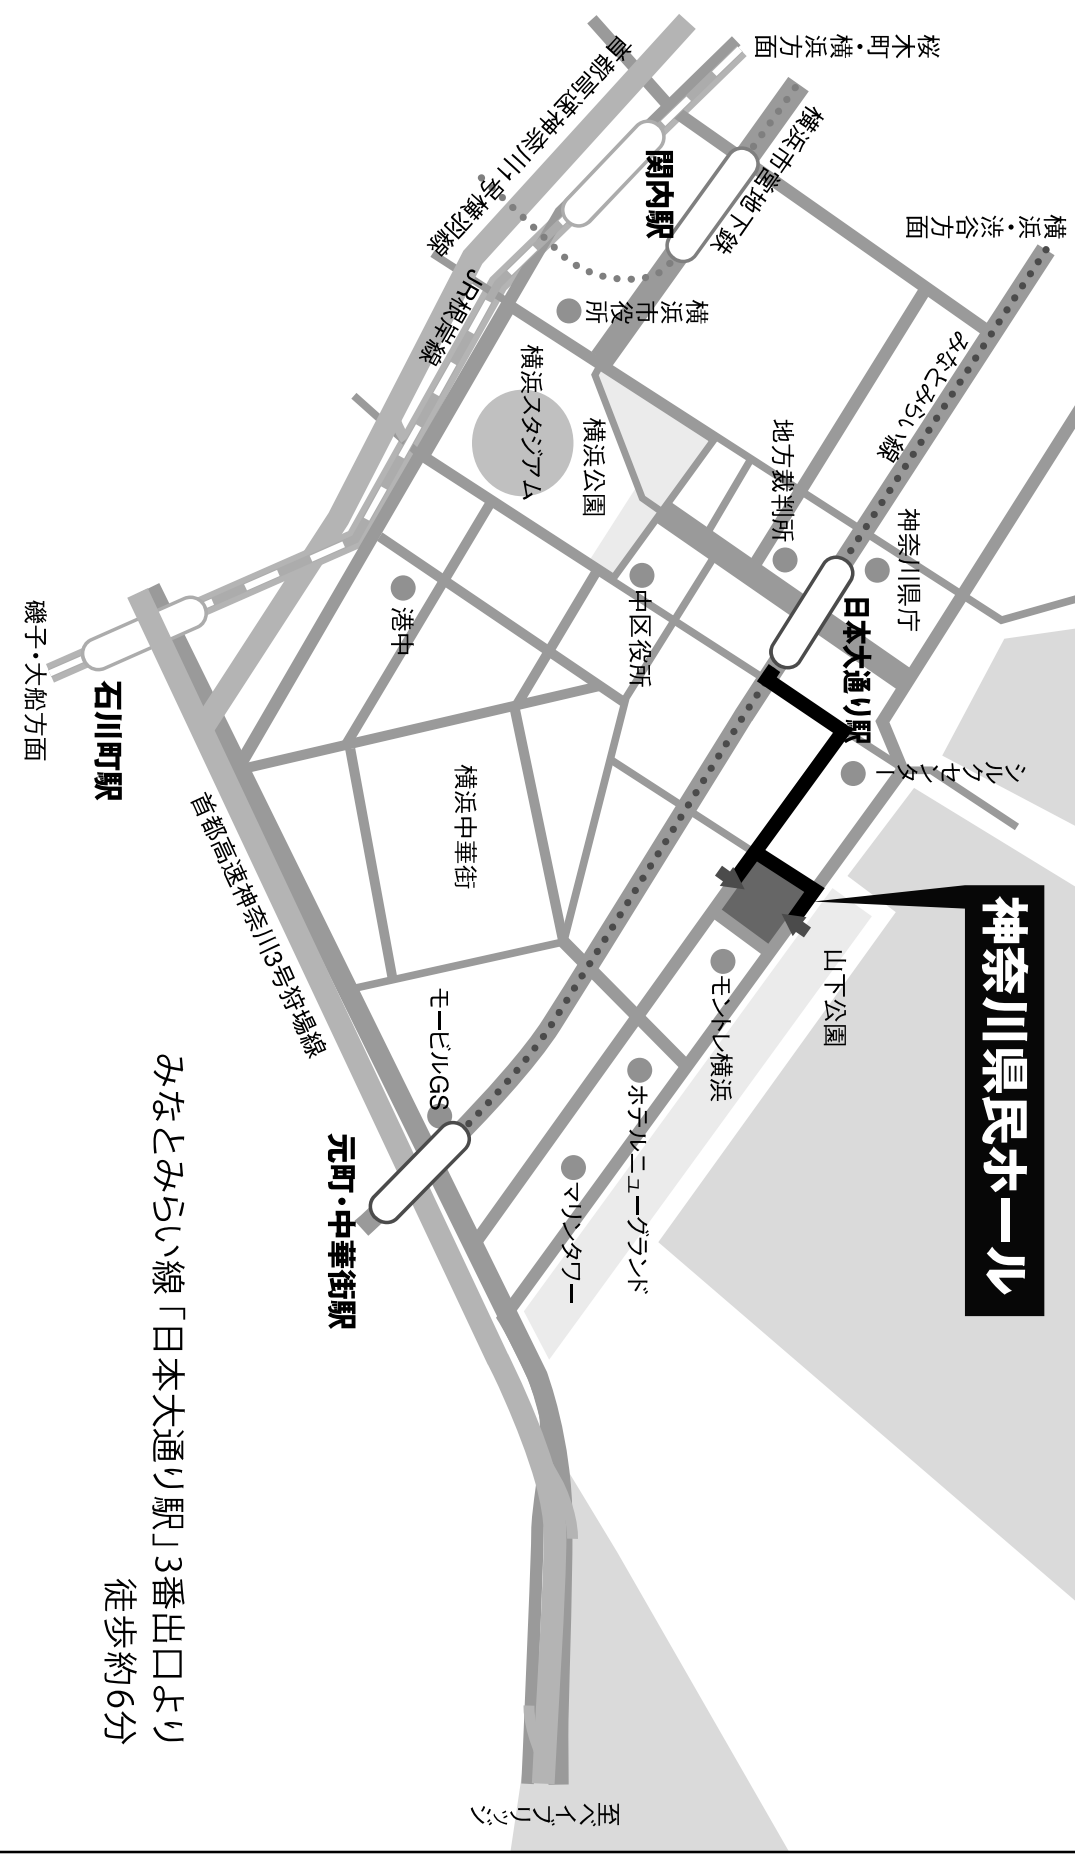 桜木町・横浜方面
首都高速神奈川1号横羽線
横浜市営地下鉄
関内駅
横浜・渋谷方面
JR根岸線
横浜市役所
みなとみらい線
横浜スタジアム
横浜公園
地方裁判所
神奈川県庁
日本大通り駅
中区役所
港中
磯子・大船方面
石川町駅
シルクセンター
横浜中華街
首都高速神奈川3号狩場線
神奈川県民ホール
山下公園
モントレ横浜
モービルGS
ホテルニューグランド
マリンタワー
元町・中華街駅
至ベイブリッジ
みなとみらい線「日本大通り駅」3番出口より
徒歩約6分